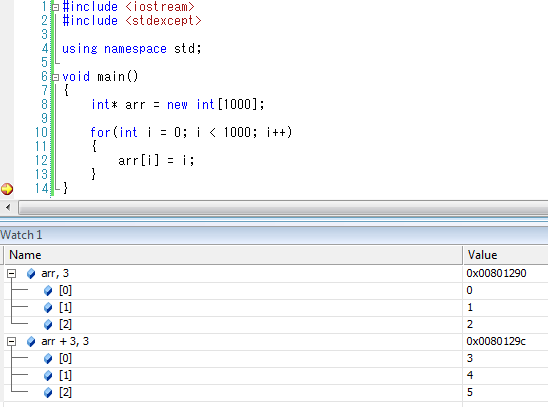 1 #include <iostream>
2 #include <stdexcept>
3
4 using namespace std;
5
6 void main()
7 {
8 int* arr = new int[1000];
9
10 for(int i = 0; i < 1000; i++)
11 {
12 arr[i] = i;
13 }
14 }
Watch 1
Name Value
arr, 3 0x00801290
[0] 0
[1] 1
[2] 2
arr + 3, 3 0x0080129c
[0] 3
[1] 4
[2] 5